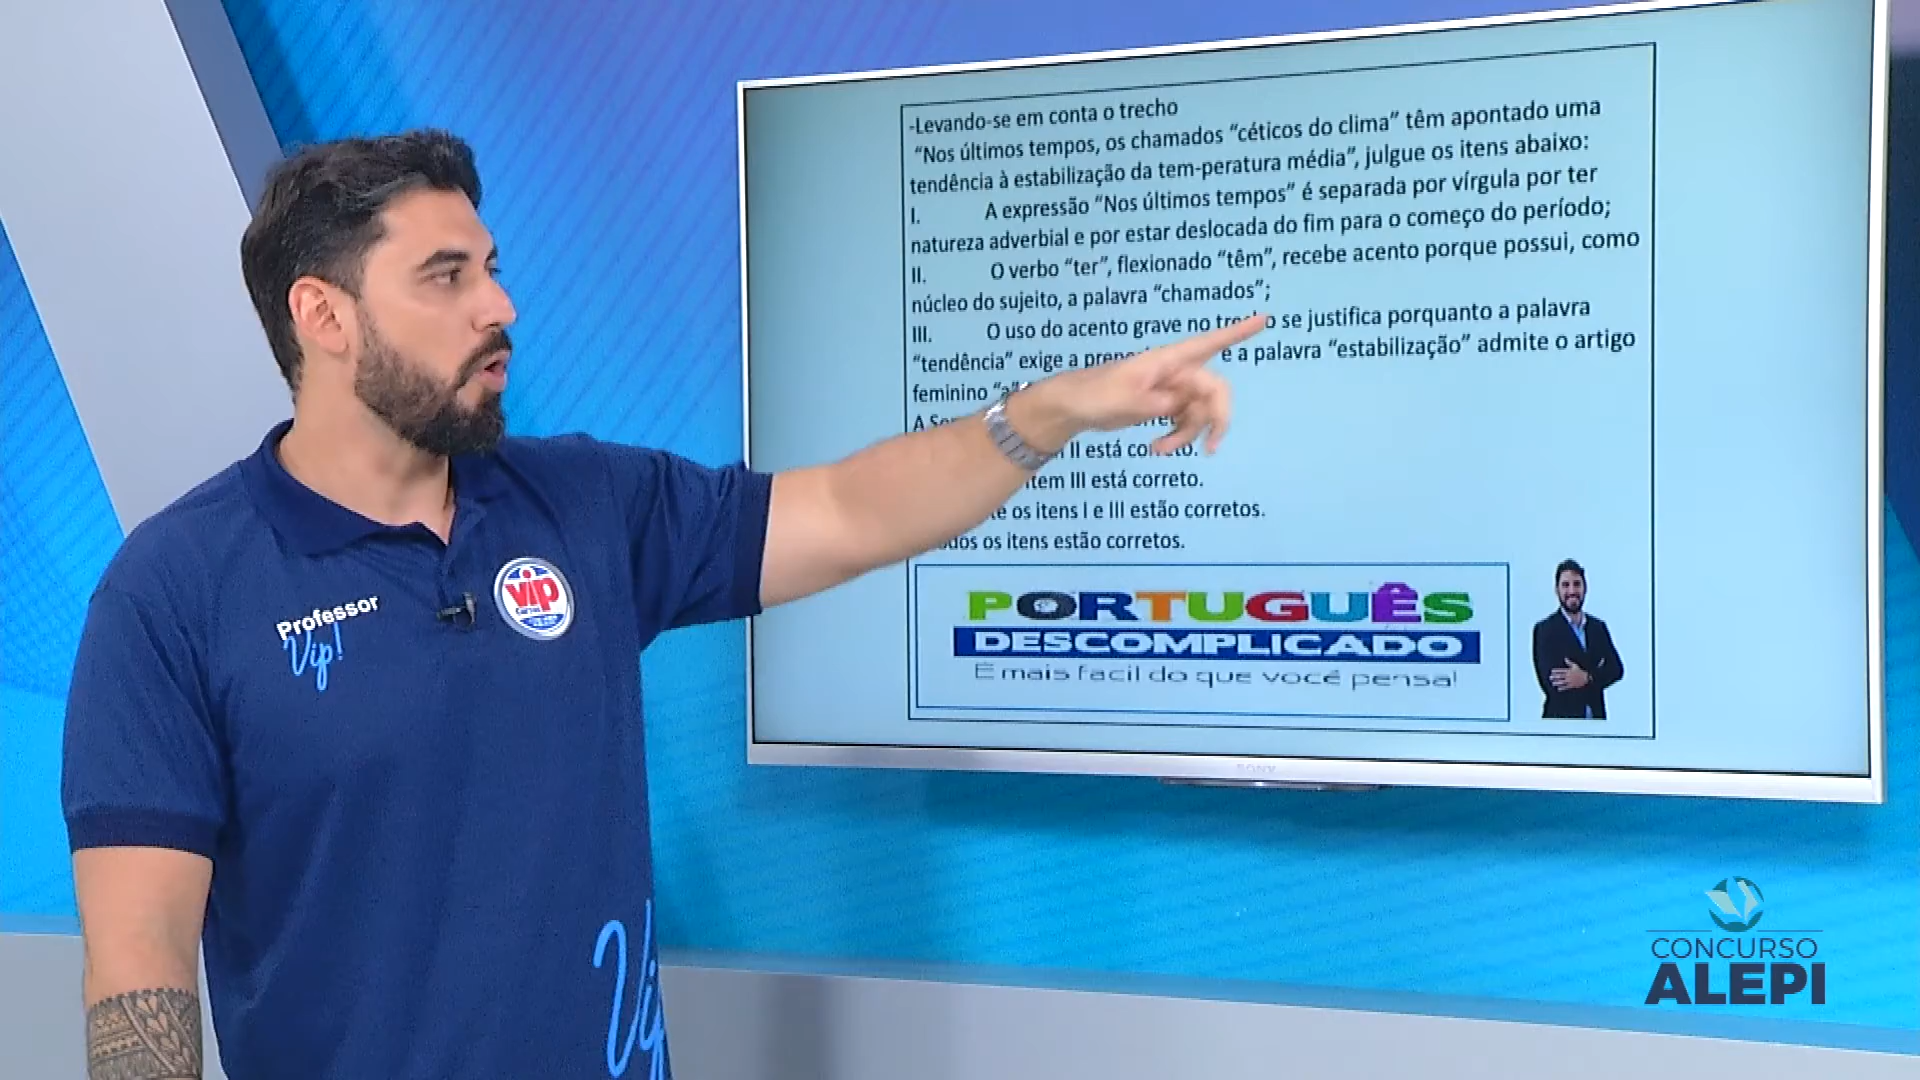 -Levando-se em conta o trecho
“Nos últimos tempos, os chamados “céticos do clima” têm apontado uma
tendência à estabilização da tem-peratura média”, julgue os itens abaixo:
I. A expressão “Nos últimos tempos” é separada por vírgula por ter
natureza adverbial e por estar deslocada do fim para o começo do período;
II. O verbo “ter”, flexionado “têm”, recebe acento porque possui, como
núcleo do sujeito, a palavra “chamados”;
III. O uso do acento grave no se justifica porquanto a palavra
“tendência” exige a e a palavra “estabilização” admite o artigo
feminino
A
II está
III está correto.
os itens I e III estão corretos.
os itens estão corretos.
PORTUGUÊS
DESCOMPLICADO
É mais facil do que você pensa!
SONY
Professor
Vip!
vip
CONCURSO
ALEPI